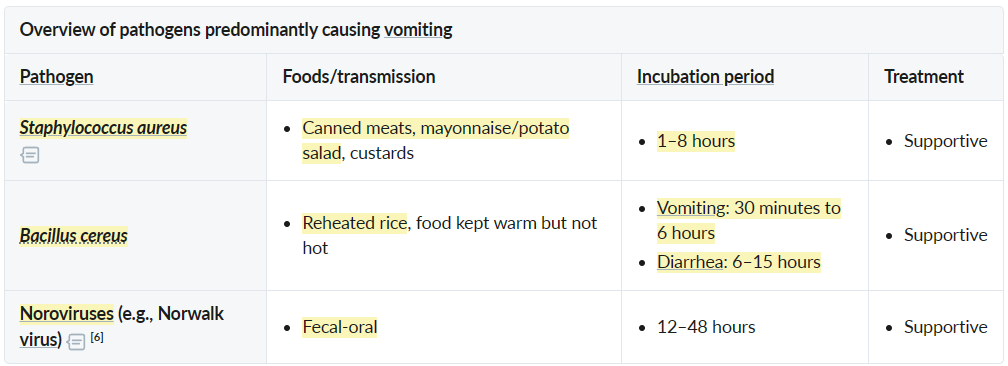 Overview of pathogens predominantly causing vomiting
Pathogen Foods/transmission Incubation period Treatment
Staphylococcus aureus
• Canned meats, mayonnaise/potato
salad, custards
• 1–8 hours
• Supportive
Bacillus cereus
• Reheated rice, food kept warm but not
hot
• Vomiting: 30 minutes to
6 hours
• Diarrhea: 6–15 hours
• Supportive
Noroviruses (e.g., Norwalk
virus) [6]
• Fecal-oral
• 12–48 hours
• Supportive